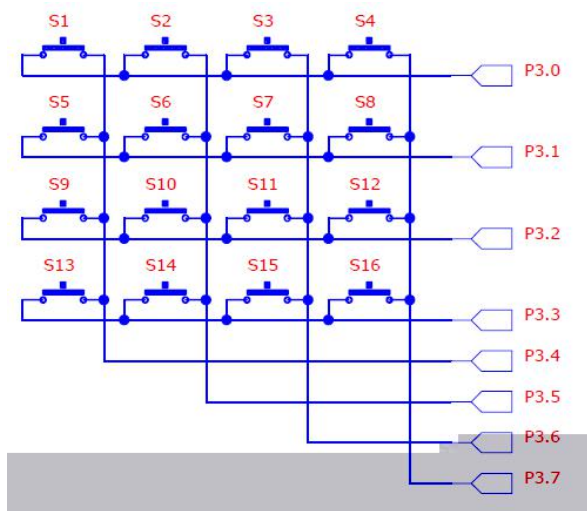 S1 S2 S3 S4
P3.0
S5 S6 S7 S8
P3.1
S9 S10 S11 S12
P3.2
S13 S14 S15 S16
P3.3
P3.4
P3.5
P3.6
P3.7